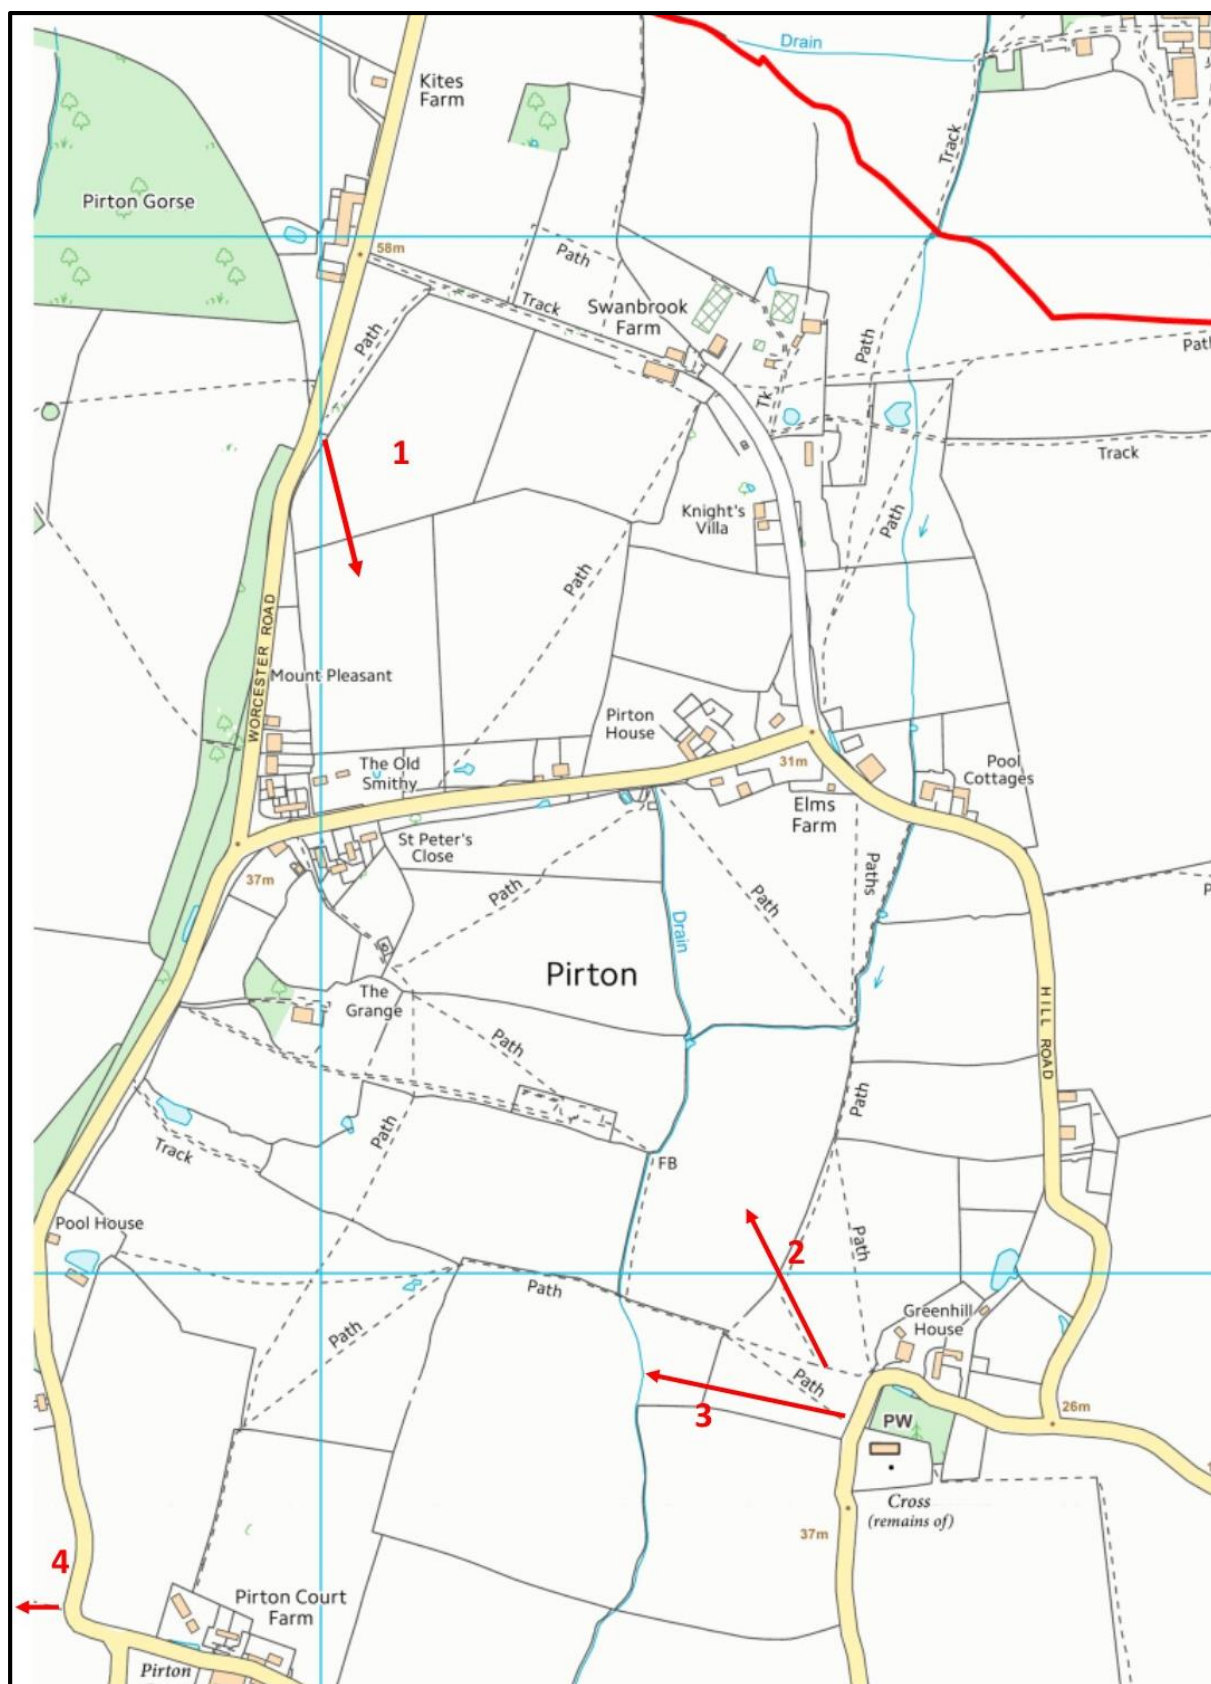 Drain
Kites
Farm
Track
Pirton Gorse
58m
Path
Track
Swanbrook
Farm
Path
Path
Path
Tk
1
Track
Knight's
Villa
Path
Path
WORCESTER ROAD
Mount Pleasant
Pirton
House
The Old
Smithy
31m
Pool
Cottages
Elms
Farm
St Peter's
Close
37m
Path
Path
Paths
P
Drain
Pirton
The
Grange
HILL ROAD
Path
Path
Path
Track
FB
Pool House
2
Path
Path
Greenhill
House
Path
Path
3
PW
26m
Cross
(remains of)
37m
4
Pirton Court
Farm
Pirton